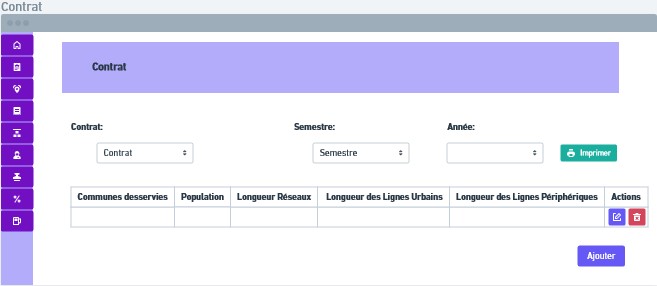 Contrat
Contrat
Contrat: Semestre: Année:
Contrat Semestre Imprimer
Communes desservies Population Longueur Réseaux Longueur des Lignes Urbains Longueur des Lignes Périphériques Actions
%
Ajouter